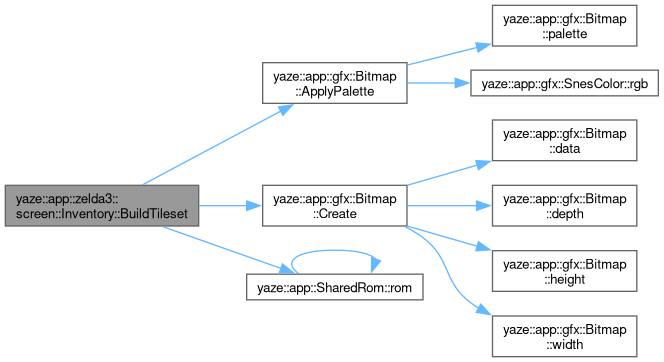 yaze::app::zelda3::
screen::Inventory::BuildTileset
yaze::app::gfx::Bitmap
::ApplyPalette
yaze::app::gfx::Bitmap
::palette
yaze::app::gfx::SnesColor::rgb
yaze::app::gfx::Bitmap
::Create
yaze::app::gfx::Bitmap
::data
yaze::app::gfx::Bitmap
::depth
yaze::app::gfx::Bitmap
::height
yaze::app::gfx::Bitmap
::width
yaze::app::SharedRom::rom